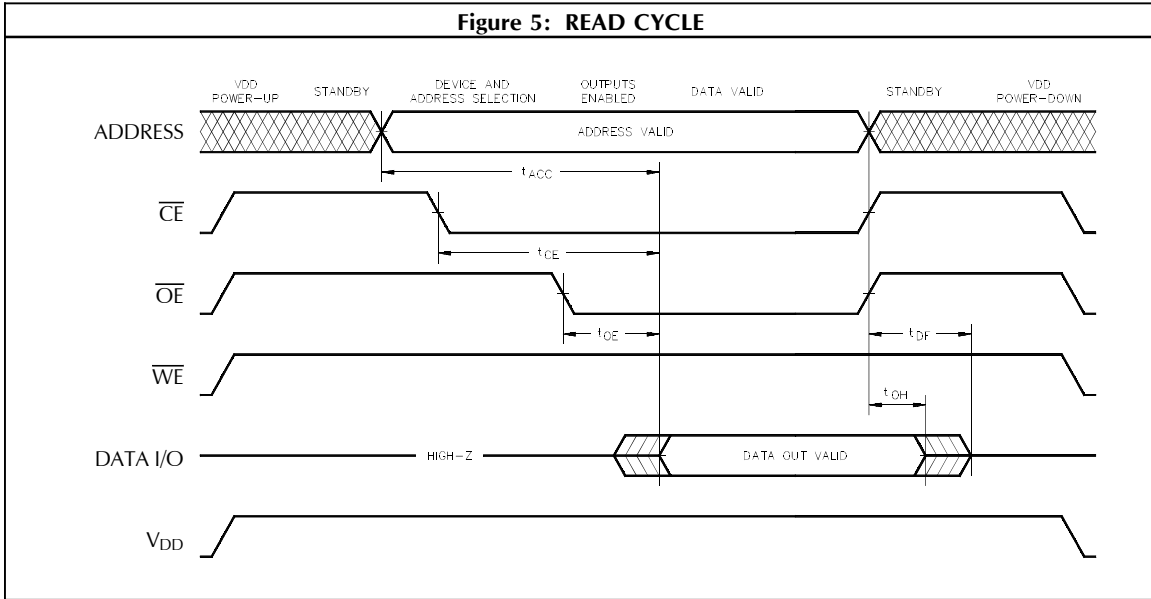 Figure 5: READ CYCLE
VDD POWER-UP
STANDBY
DEVICE AND ADDRESS SELECTION
OUTPUTS ENABLED
DATA VALID
STANDBY
VDD POWER-DOWN
ADDRESS
ADDRESS VALID
tACC
CE
tCE
OE
tOE
tDF
WE
tOH
DATA I/O
HIGH-Z
DATA OUT VALID
VDD